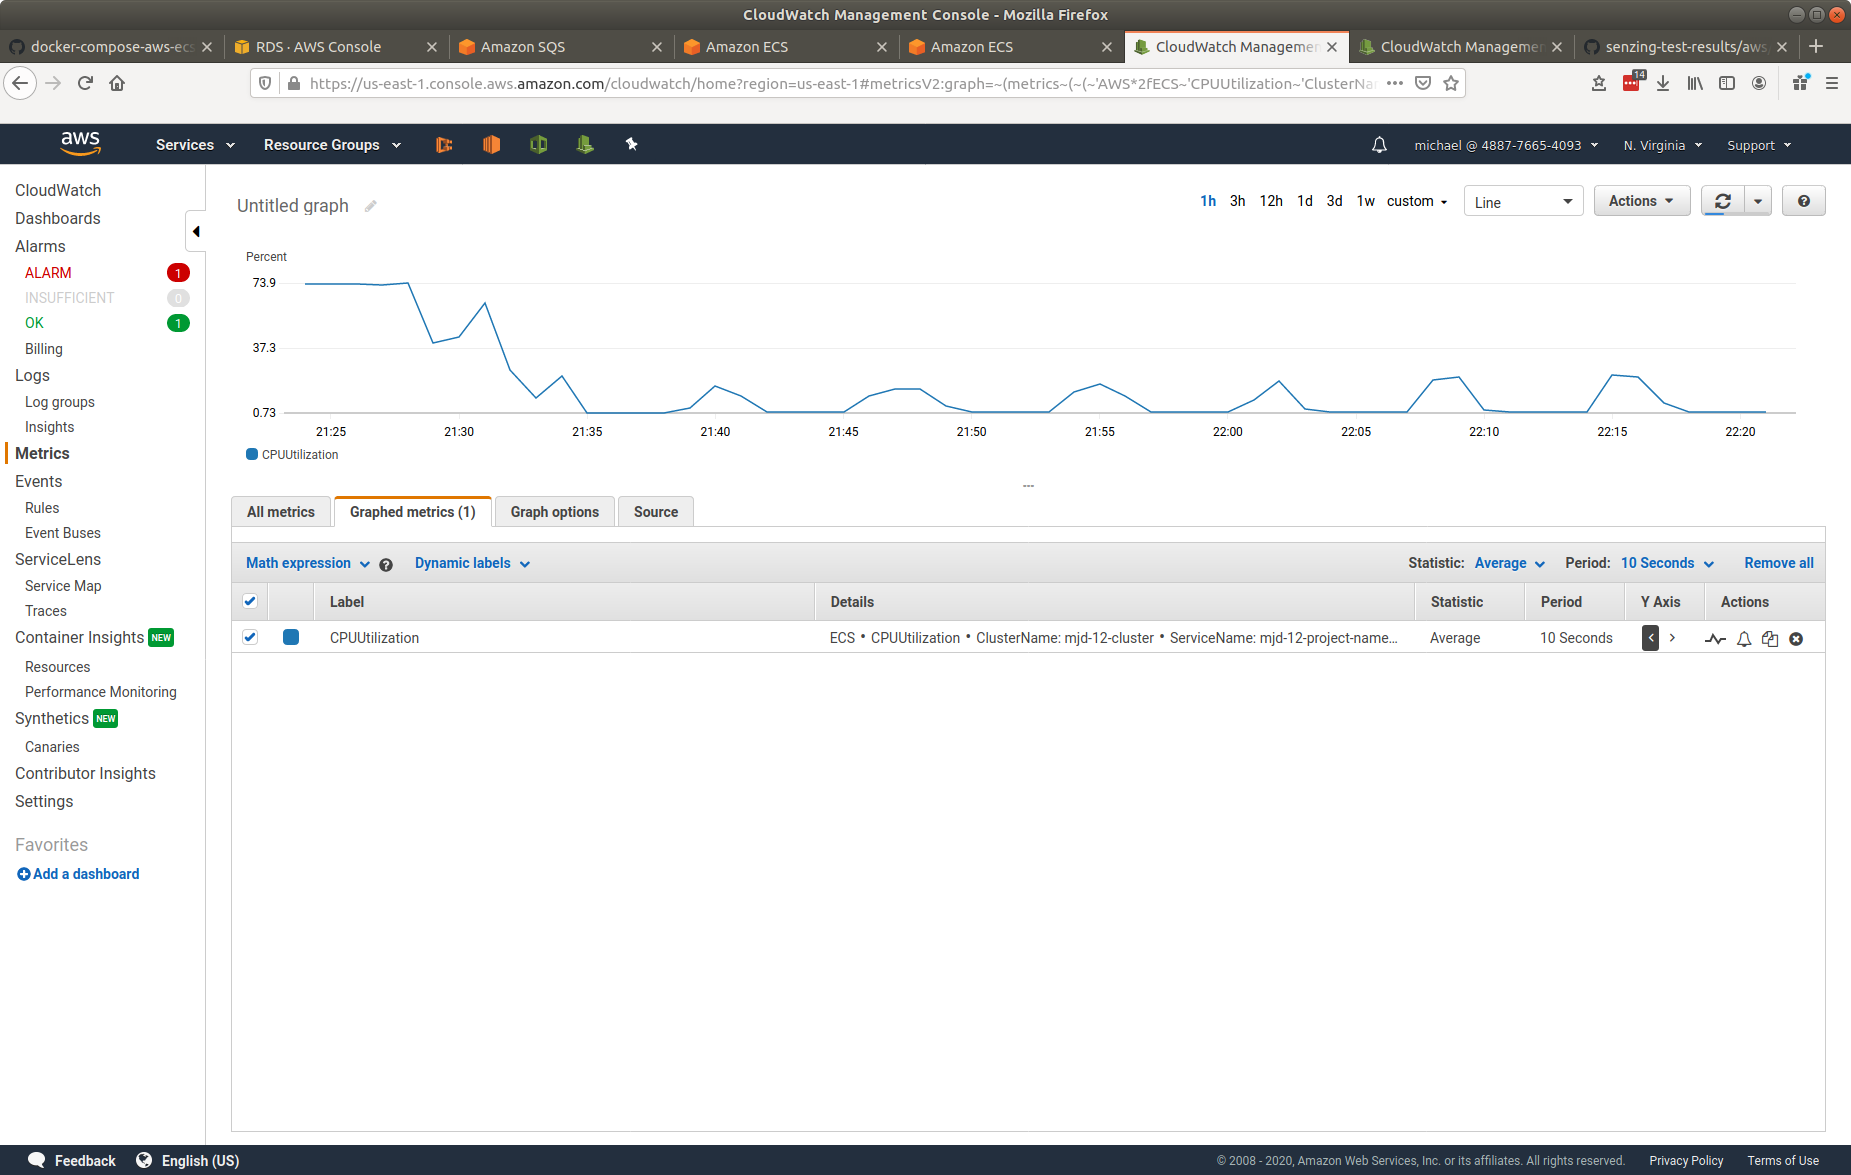 CloudWatch Management Console - Mozilla Firefox
docker-compose-aws-ecs
RDS · AWS Console
Amazon SQS
Amazon ECS
Amazon ECS
CloudWatch Managemen
CloudWatch Managemen
senzing-test-results/aws
https://us-east-1.console.aws.amazon.com/cloudwatch/home?region=us-east-1#metricsV2:graph=~(metrics~(~(~'AWS*2fECS~'CPUUtilization~'ClusterNa
14
aws
Services
Resource Groups
michael @ 4887-7665-4093
N. Virginia
Support
CloudWatch
Dashboards
Alarms
ALARM 1
INSUFFICIENT 0
OK 1
Billing
Logs
Log groups
Insights
Metrics
Events
Rules
Event Buses
ServiceLens
Service Map
Traces
Container Insights NEW
Resources
Performance Monitoring
Synthetics NEW
Canaries
Contributor Insights
Settings
Favorites
Add a dashboard
Untitled graph
1h 3h 12h 1d 3d 1w custom
Line
Actions
?
Percent
73.9
37.3
0.73
21:25 21:30 21:35 21:40 21:45 21:50 21:55 22:00 22:05 22:10 22:15 22:20
CPUUtilization
All metrics
Graphed metrics (1)
Graph options
Source
Math expression ? Dynamic labels
Statistic: Average Period: 10 Seconds Remove all
Label Details Statistic Period Y Axis Actions
CPUUtilization ECS • CPUUtilization • ClusterName: mjd-12-cluster • ServiceName: mjd-12-project-name... Average 10 Seconds < >
Feedback English (US)
© 2008 - 2020, Amazon Web Services, Inc. or its affiliates. All rights reserved. Privacy Policy Terms of Use